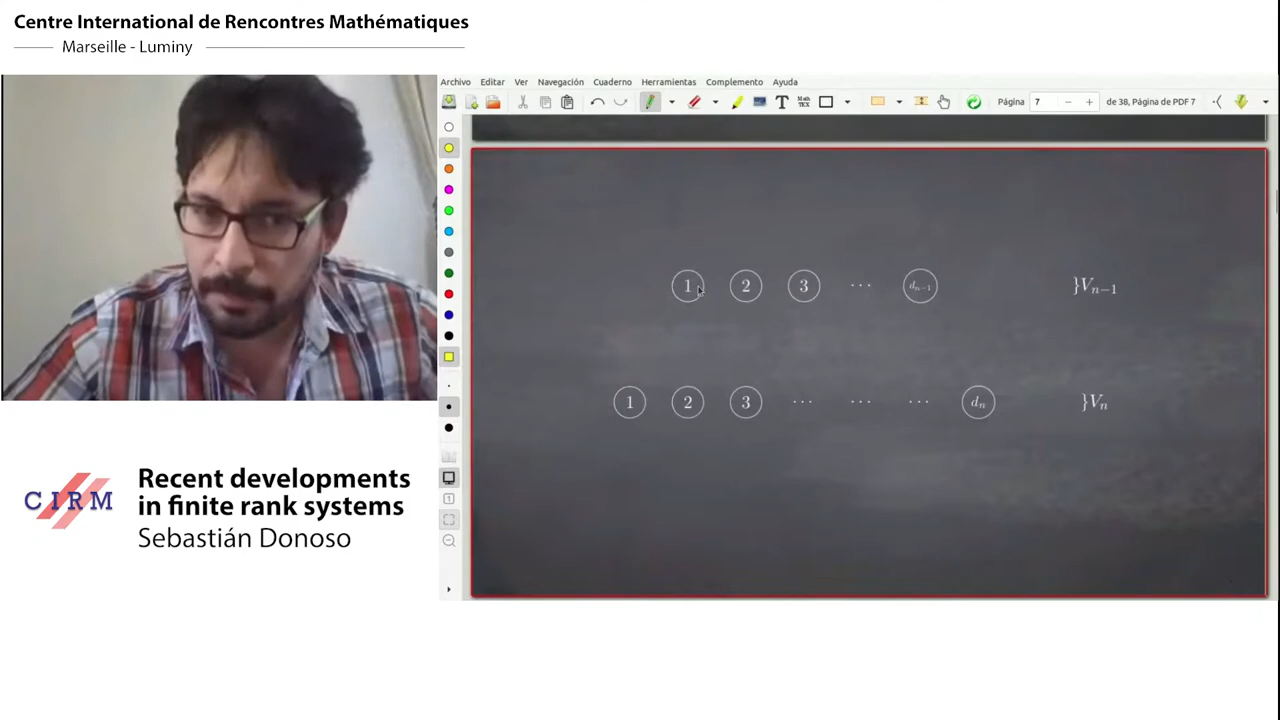 Centre International de Rencontres Mathématiques
Marseille - Luminy
Archivo Editar Ver Navegación Cuaderno Herramientas Complemento Ayuda
T Math TEX Página 7 de 38, Página de PDF 7
1 2 3 ··· d_{n-1} }V_{n-1}
1 2 3 ··· ··· ··· d_n }V_n
CIRM
Recent developments
in finite rank systems
Sebastián Donoso